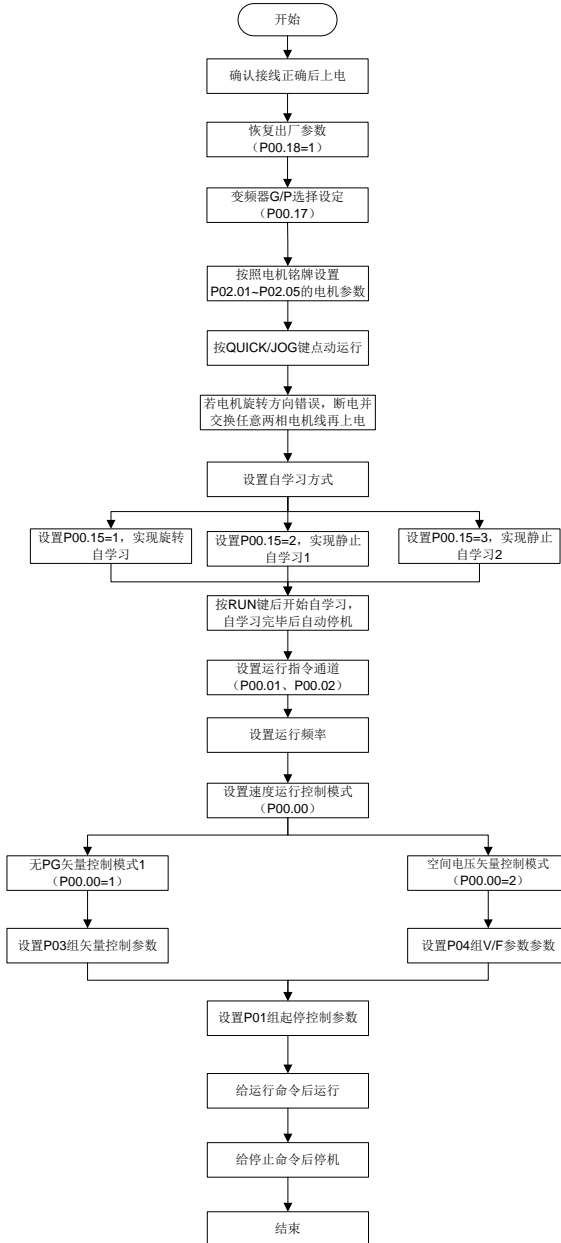 开始
确认接线正确后上电
恢复出厂参数
（P00.18=1）
变频器G/P选择设定
（P00.17）
按照电机铭牌设置
P02.01~P02.05的电机参数
按QUICK/JOG键点动运行
若电机旋转方向错误，断电并
交换任意两相电机线再上电
设置自学习方式
设置P00.15=1，实现旋转
自学习
设置P00.15=2，实现静止
自学习1
设置P00.15=3，实现静止
自学习2
按RUN键后开始自学习，
自学习完毕后自动停机
设置运行指令通道
（P00.01、P00.02）
设置运行频率
设置速度运行控制模式
（P00.00）
无PG矢量控制模式1
（P00.00=1）
空间电压矢量控制模式
（P00.00=2）
设置P03组矢量控制参数
设置P04组V/F参数参数
设置P01组起停控制参数
给运行命令后运行
给停止命令后停机
结束